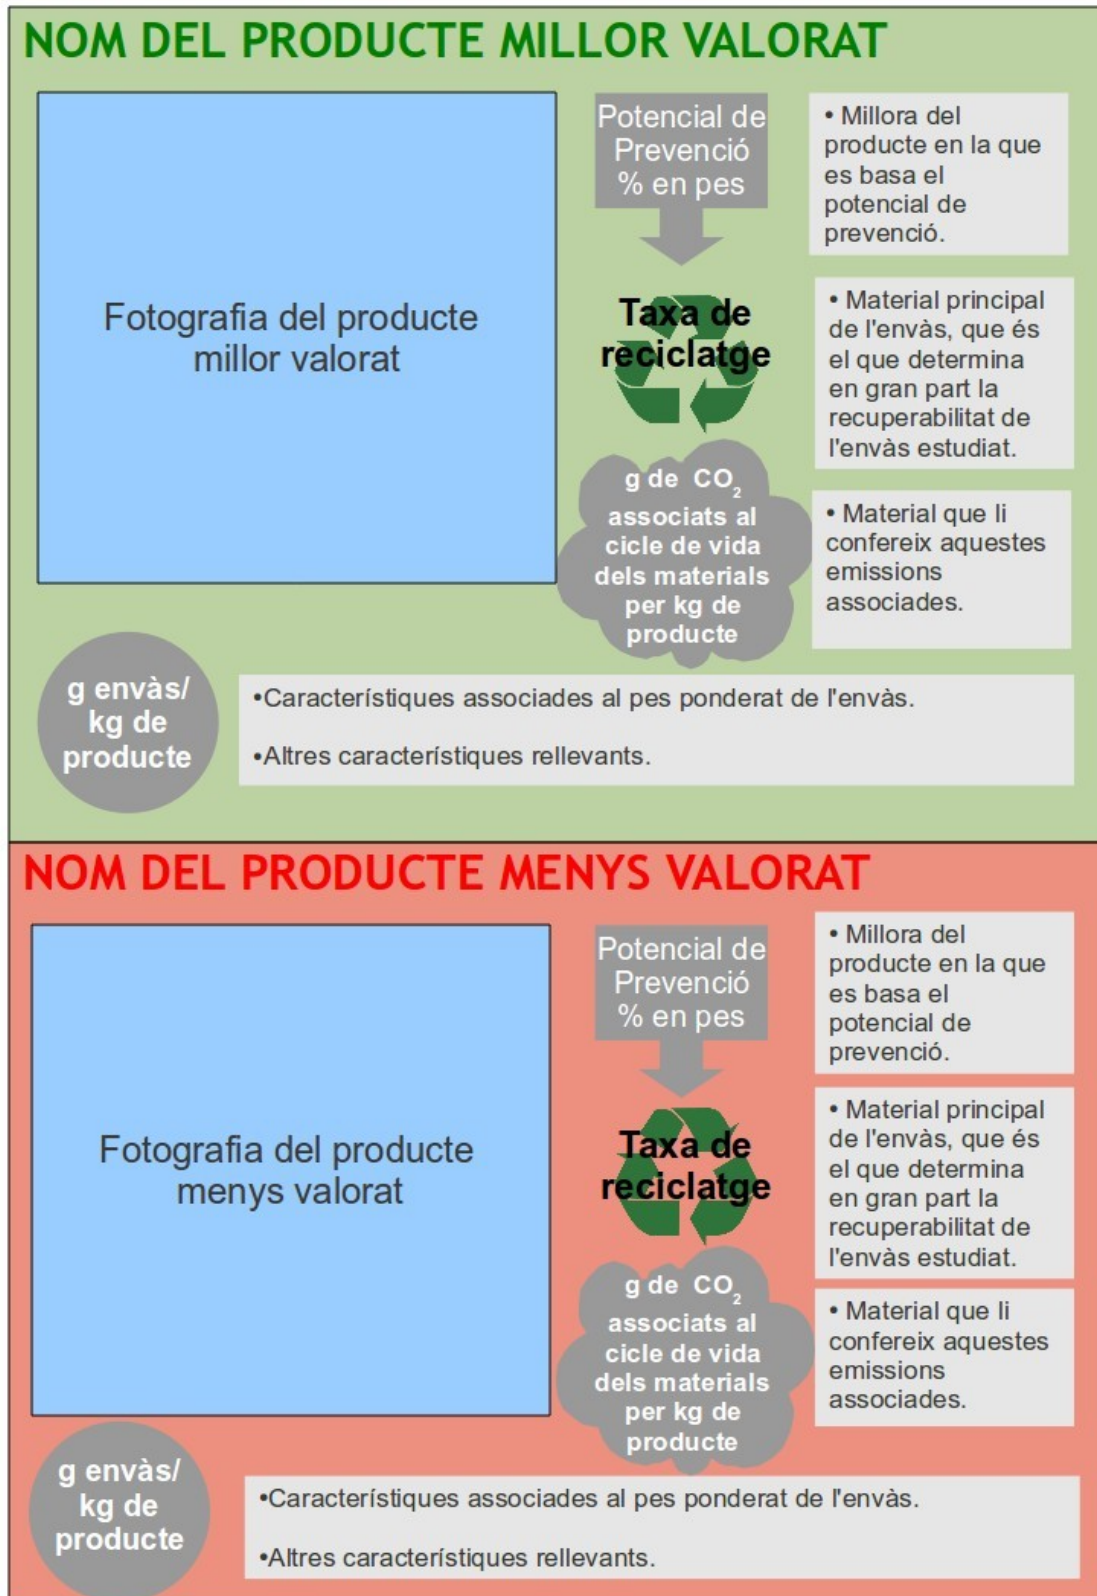 NOM DEL PRODUCTE MILLOR VALORAT
Fotografia del producte
millor valorat
Potencial de
Prevenció
% en pes
• Millora del
producte en la que
es basa el
potencial de
prevenció.
Taxa de
reciclatge
• Material principal
de l'envàs, que és
el que determina
en gran part la
recuperabilitat de
l'envàs estudiat.
g de CO2
associats al
cicle de vida
dels materials
per kg de
producte
• Material que li
confereix aquestes
emissions
associades.
g envàs/
kg de
producte
•Característiques associades al pes ponderat de l'envàs.
•Altres característiques rellevants.
NOM DEL PRODUCTE MENYS VALORAT
Fotografia del producte
menys valorat
Potencial de
Prevenció
% en pes
• Millora del
producte en la que
es basa el
potencial de
prevenció.
Taxa de
reciclatge
• Material principal
de l'envàs, que és
el que determina
en gran part la
recuperabilitat de
l'envàs estudiat.
g de CO2
associats al
cicle de vida
dels materials
per kg de
producte
• Material que li
confereix aquestes
emissions
associades.
g envàs/
kg de
producte
•Característiques associades al pes ponderat de l'envàs.
•Altres característiques rellevants.